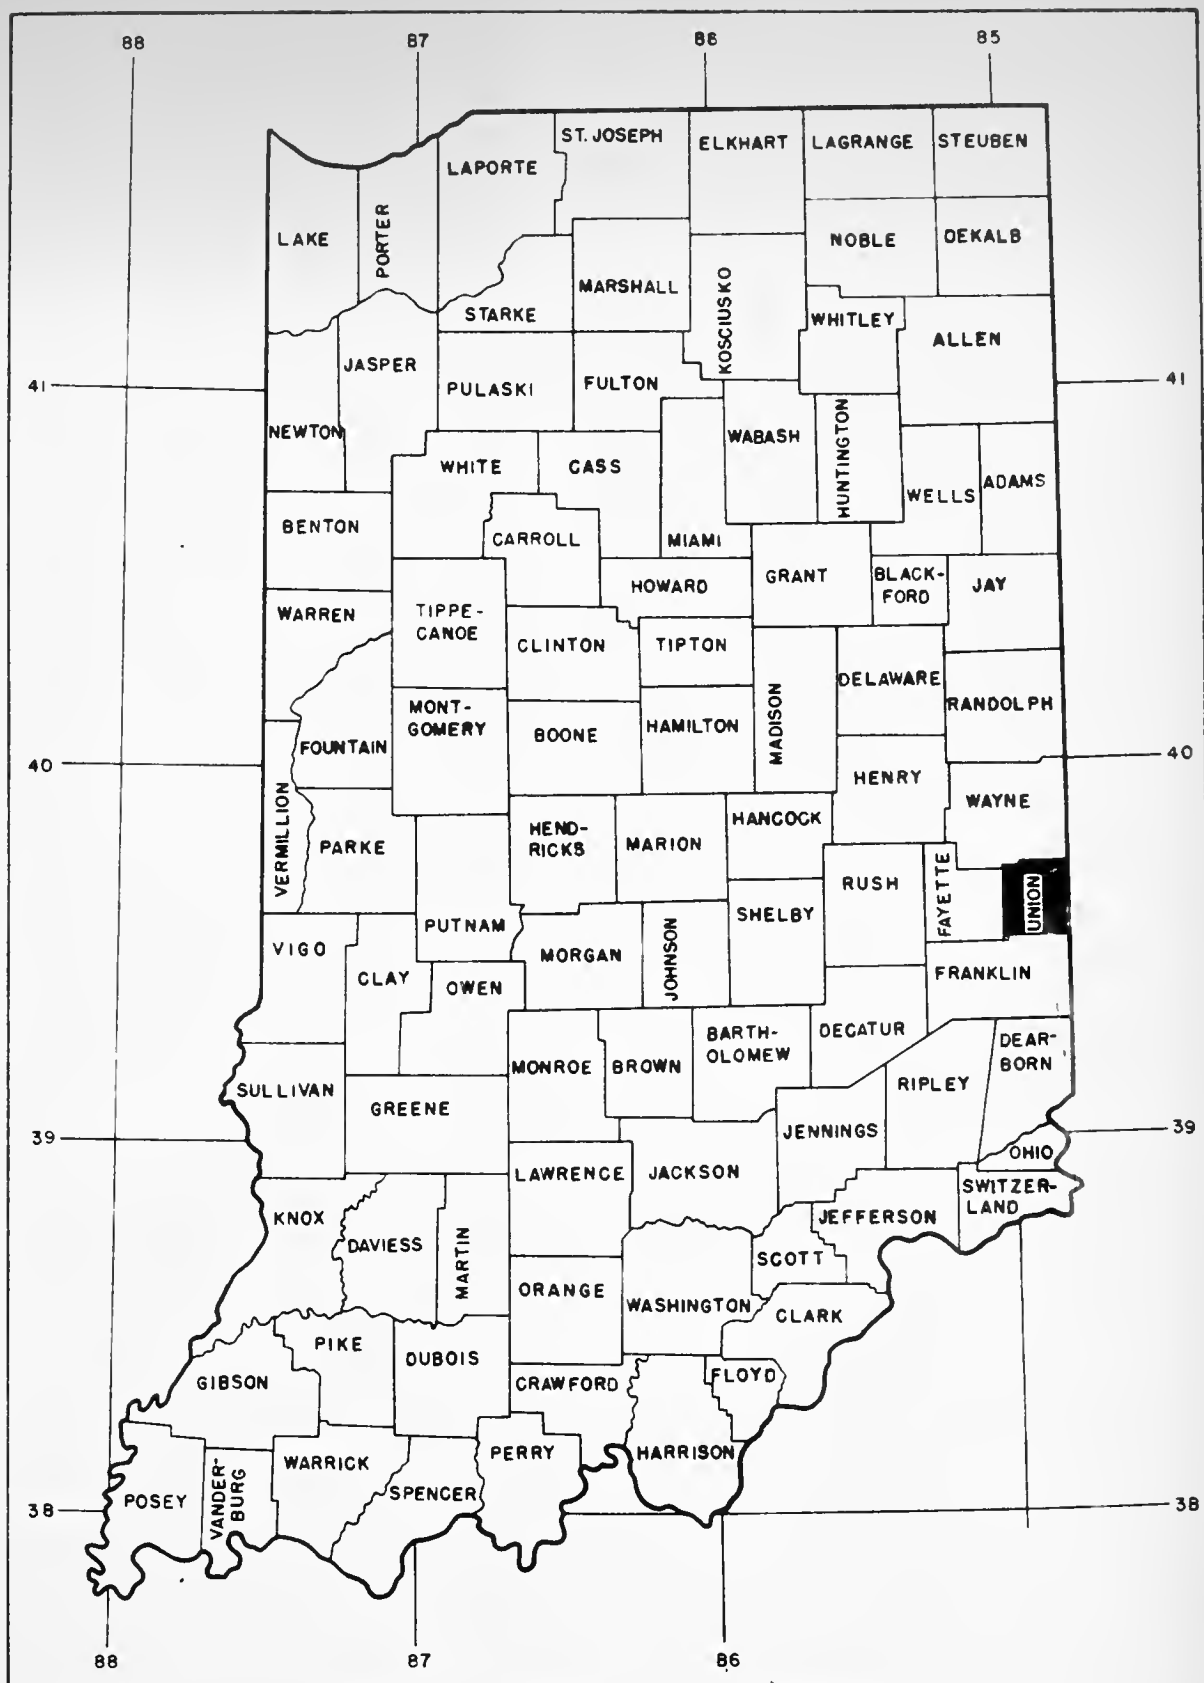 88 87 86 85
ST. JOSEPH ELKHART LAGRANGE STEUBEN
LAPORTE
LAKE PORTER NOBLE DEKALB
MARSHALL
STARKE KOSCIUSKO WHITLEY
ALLEN
JASPER
41 PULASKI FULTON 41
NEWTON WABASH HUNTINGTON
WHITE CASS WELLS ADAMS
BENTON CARROLL MIAMI
HOWARD GRANT BLACK-
FORD
JAY
WARREN TIPPE-
CANOE
CLINTON TIPTON
DELAWARE
RANDOLPH
MONT-
GOMERY
BOONE HAMILTON MADISON
FOUNTAIN
40 HENRY 40
VERMILLION WAYNE
PARKE HEND-
RICKS
MARION HANCOCK
RUSH FAYETTE UNION
PUTNAM SHELBY
VIGO MORGAN JOHNSON
CLAY OWEN FRANKLIN
MONROE BROWN BARTH-
OLOMEW
DECATUR DEAR-
BORN
SULLIVAN RIPLEY
GREENE
39 JENNINGS 39
LAWRENCE JACKSON OHIO
SWITZER-
LAND
KNOX JEFFERSON
DAVIESS MARTIN SCOTT
ORANGE WASHINGTON CLARK
PIKE DUBOIS
GIBSON CRAWFORD FLOYD
PERRY HARRISON
WARRICK
POSEY VANDER-
BURG
SPENCER
38 38
88 87 86